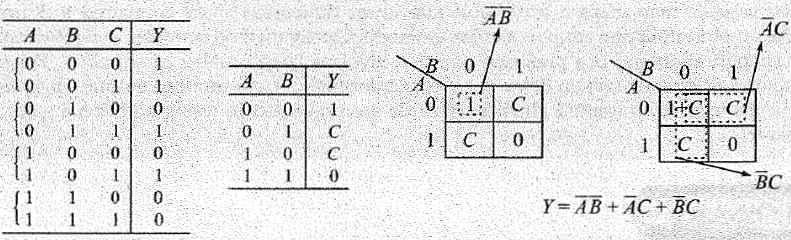 A B C Y
0 0 0 1
0 0 1 1
0 1 0 0
0 1 1 1
1 0 0 0
1 0 1 1
1 1 0 0
1 1 1 0
A B Y
0 0 1
0 1 C
1 0 C
1 1 0
A̅B̅
B 0 1
A
0 1 C
1 C 0
A̅C
B 0 1
A
0 1+C C
1 C 0
B̅C
Y = A̅B̅ + A̅C + B̅C